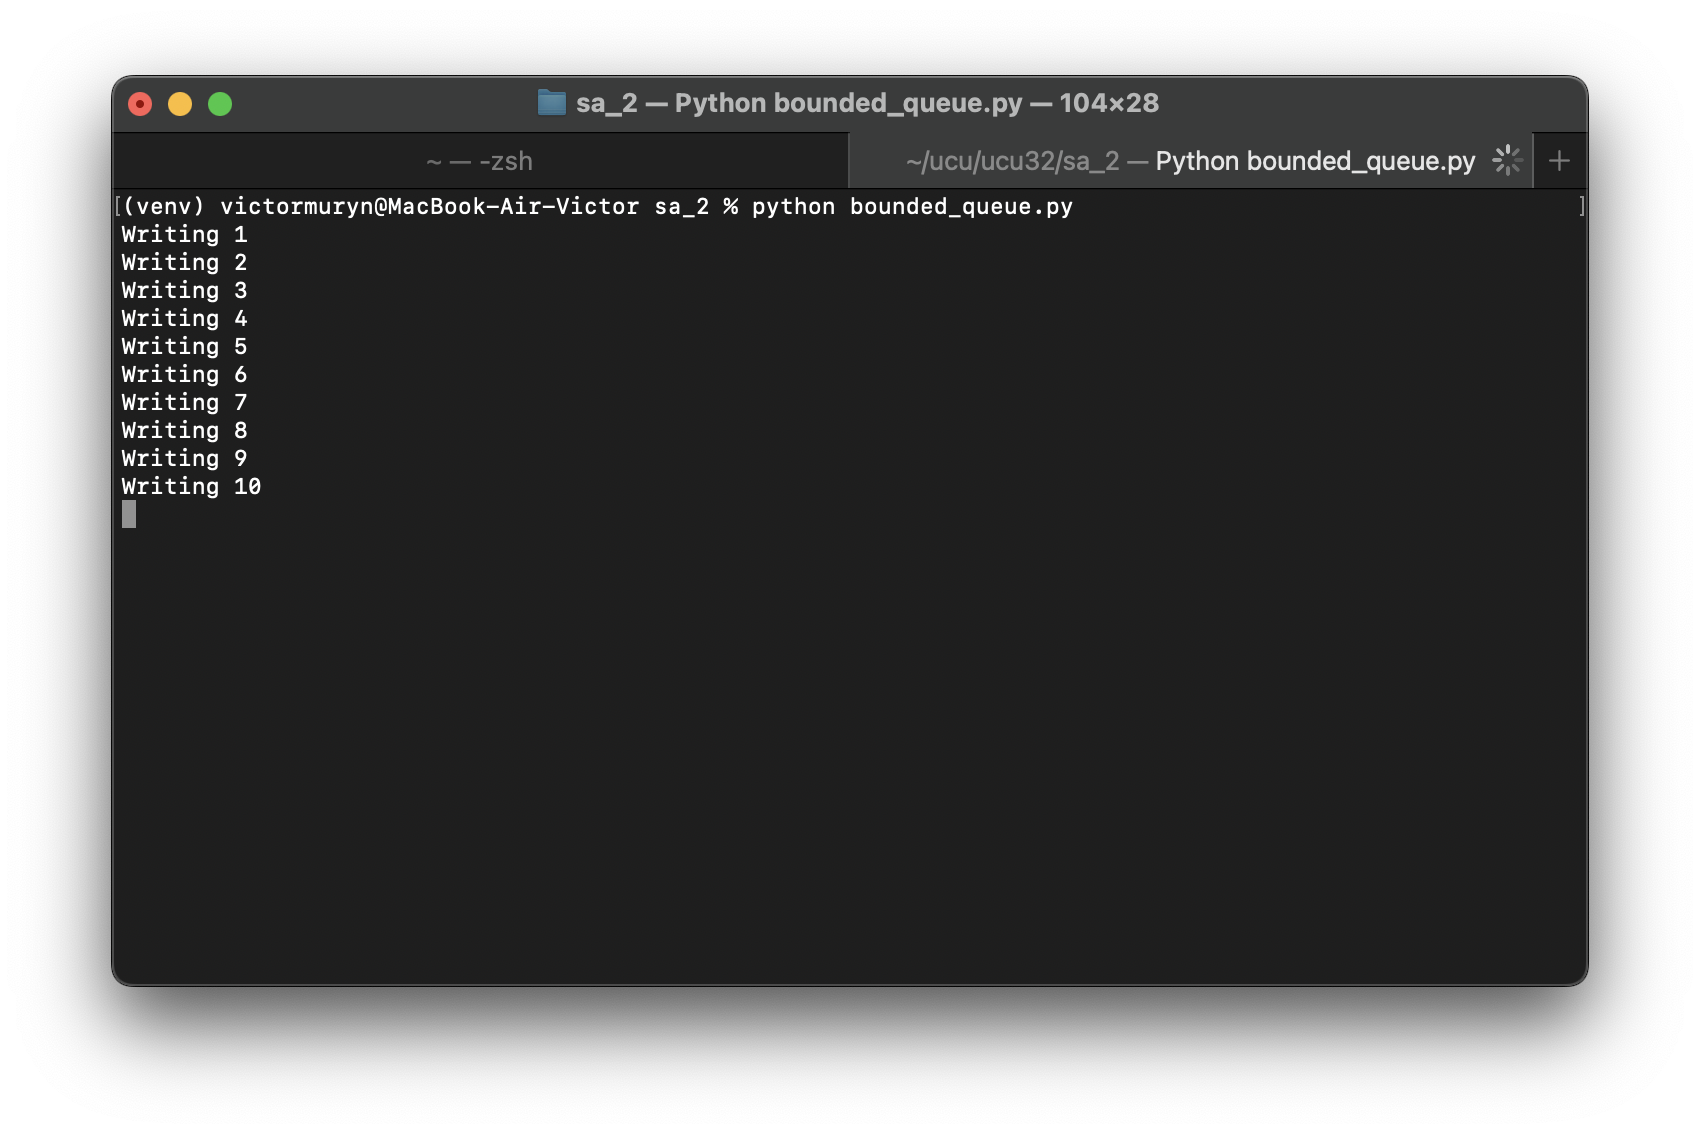 sa_2 — Python bounded_queue.py — 104×28
~ — -zsh
~/ucu/ucu32/sa_2 — Python bounded_queue.py
[(venv) victormuryn@MacBook-Air-Victor sa_2 % python bounded_queue.py ]
Writing 1
Writing 2
Writing 3
Writing 4
Writing 5
Writing 6
Writing 7
Writing 8
Writing 9
Writing 10